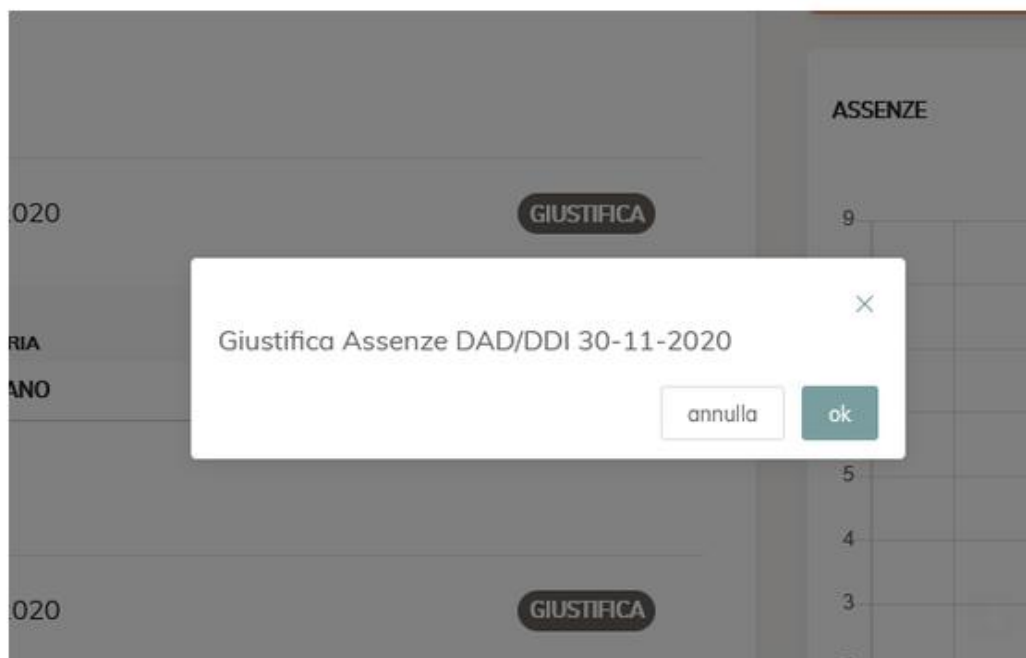 ASSENZE
020
GIUSTIFICA
9
Giustifica Assenze DAD/DDI 30-11-2020
RIA
ANO
annulla
ok
5
4
020
GIUSTIFICA
3